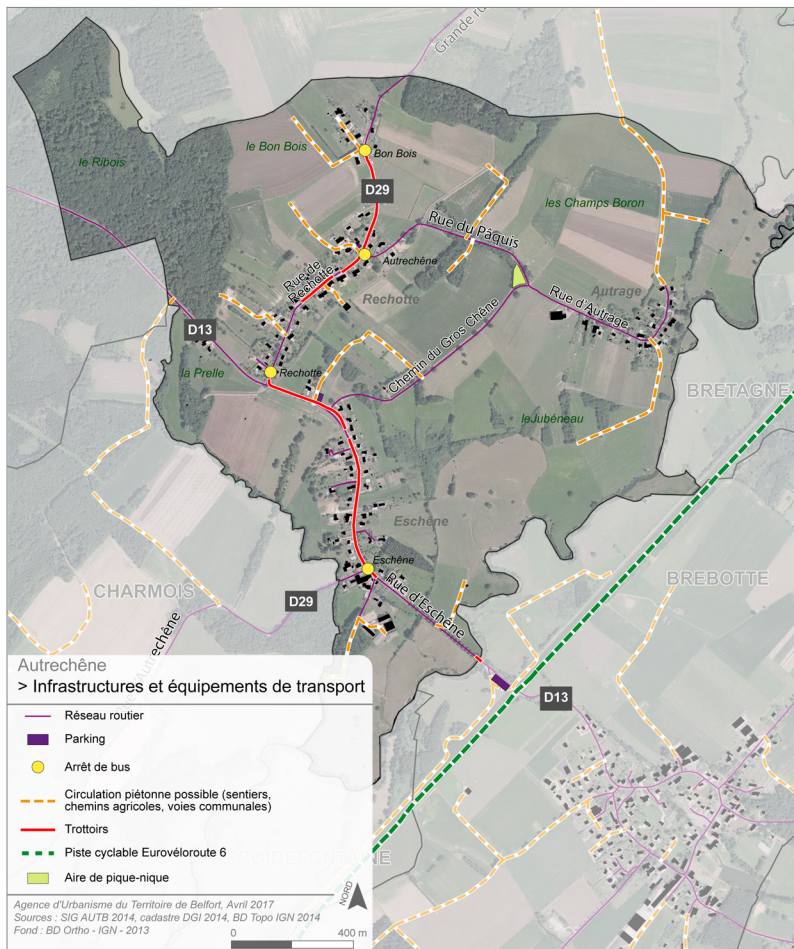 Grande ru
le Ribois
le Bon Bois
Bon Bois
D29
les Champs Boron
Rue du Pâquis
Autrechêne
Rue de
Rechotte
Rechotte
Autrage
Rue d'Autrage
D13
Chemin du Gros Chêne
la Prelle
Rechotte
BRETAGNE
leJubéneau
Eschêne
Eschêne
CHARMOIS
BREBOTTE
D29
Rue d'Eschêne
Autrechêne
D13
Autrechêne
> Infrastructures et équipements de transport
Réseau routier
Parking
Arrêt de bus
Circulation piétonne possible (sentiers,
chemins agricoles, voies communales)
Trottoirs
Piste cyclable Eurovéloroute 6
Aire de pique-nique
Agence d'Urbanisme du Territoire de Belfort, Avril 2017
Sources : SIG AUTB 2014, cadastre DGI 2014, BD Topo IGN 2014
Fond : BD Ortho - IGN - 2013
NORD
0 400 m